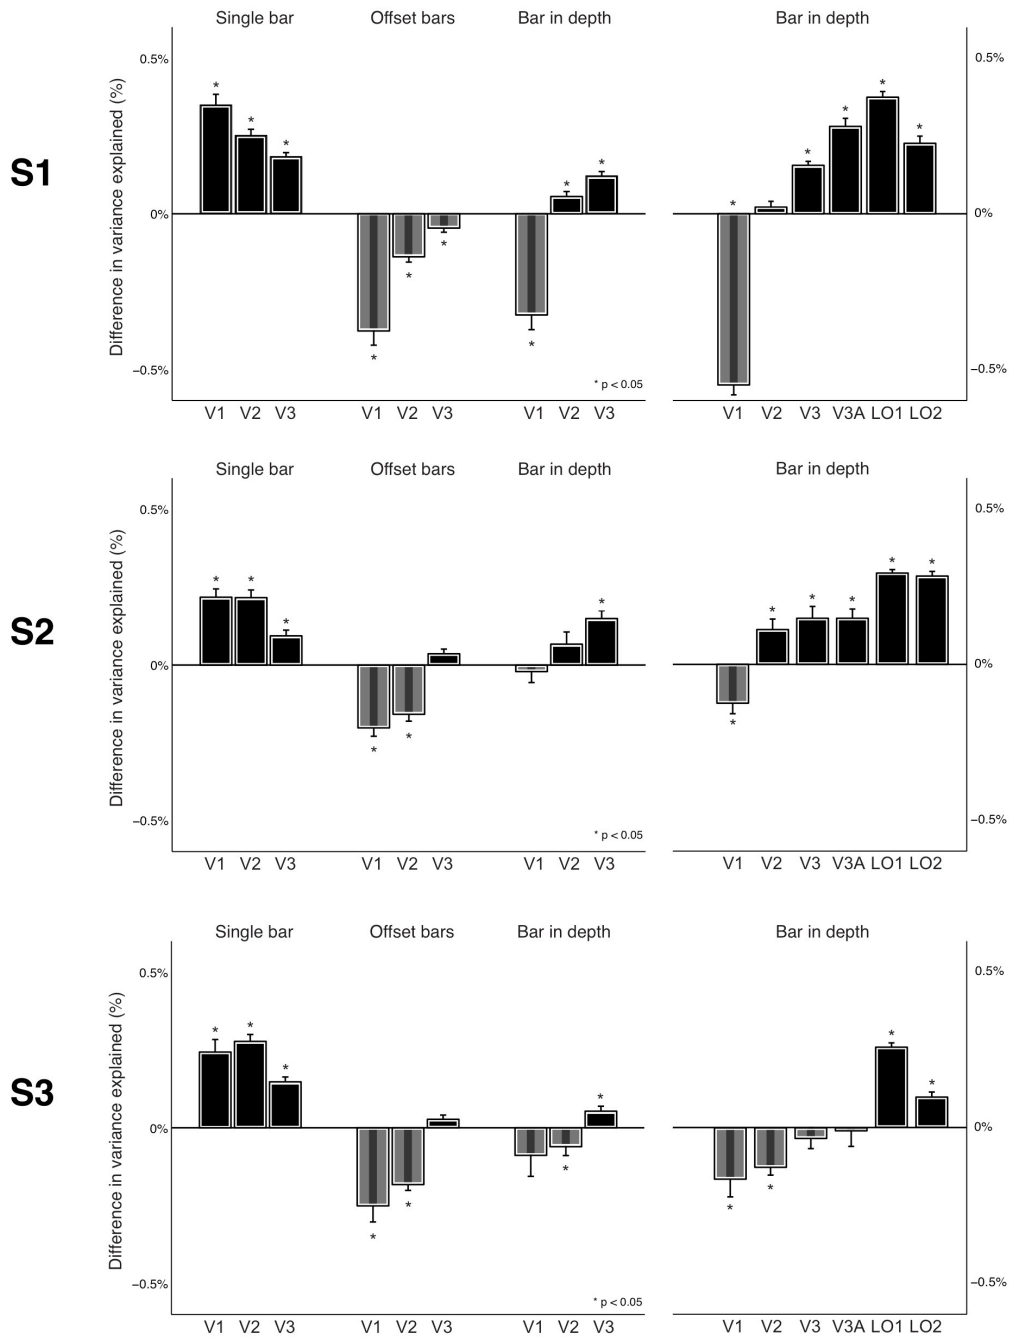 Single bar Offset bars Bar in depth Bar in depth
S1
Difference in variance explained (%)
0.5% 0.5%
* * * * * * * * * *
0% * 0%
* * * *
−0.5% −0.5%
* p < 0.05
V1 V2 V3 V1 V2 V3 V1 V2 V3 V1 V2 V3 V3A LO1 LO2
Single bar Offset bars Bar in depth Bar in depth
S2
Difference in variance explained (%)
0.5% 0.5%
* * * * * * * * *
0% 0%
* * *
−0.5% −0.5%
* p < 0.05
V1 V2 V3 V1 V2 V3 V1 V2 V3 V1 V2 V3 V3A LO1 LO2
Single bar Offset bars Bar in depth Bar in depth
S3
Difference in variance explained (%)
0.5% 0.5%
* * * * * *
0% 0%
* * * * *
−0.5% −0.5%
* p < 0.05
V1 V2 V3 V1 V2 V3 V1 V2 V3 V1 V2 V3 V3A LO1 LO2